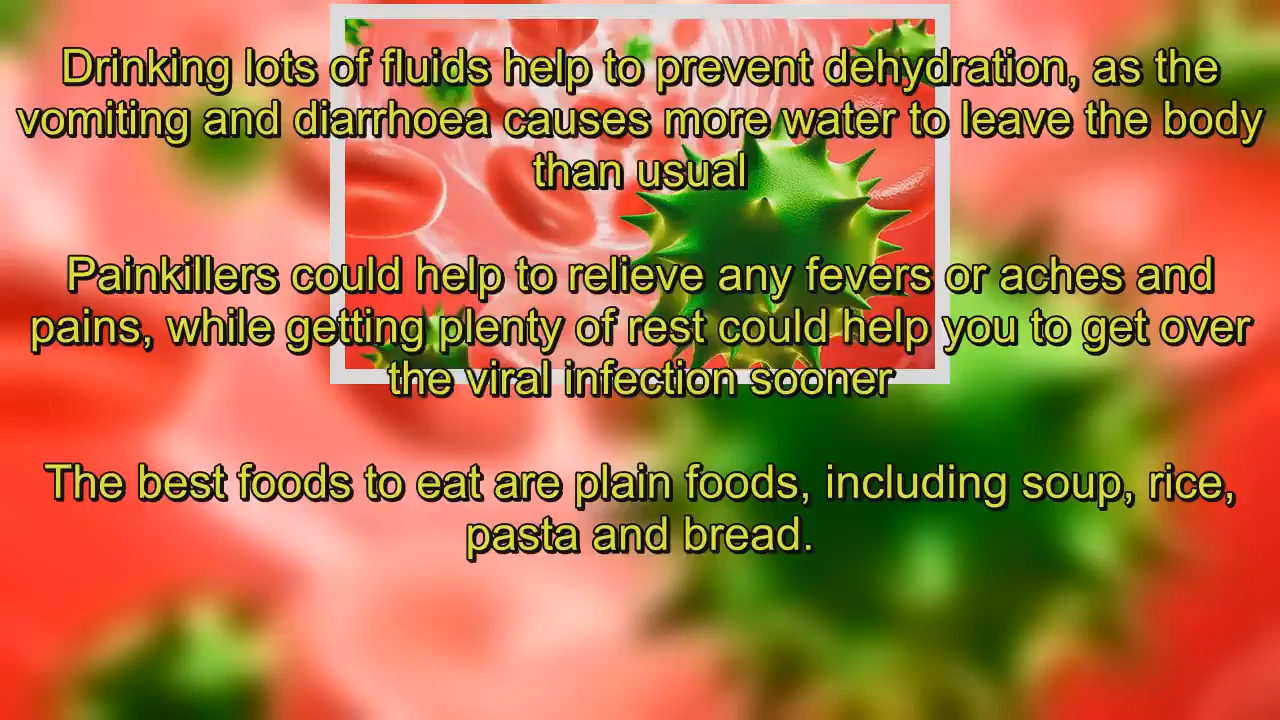 Drinking lots of fluids help to prevent dehydration, as the
vomiting and diarrhoea causes more water to leave the body
than usual
Painkillers could help to relieve any fevers or aches and
pains, while getting plenty of rest could help you to get over
the viral infection sooner
The best foods to eat are plain foods, including soup, rice,
pasta and bread.